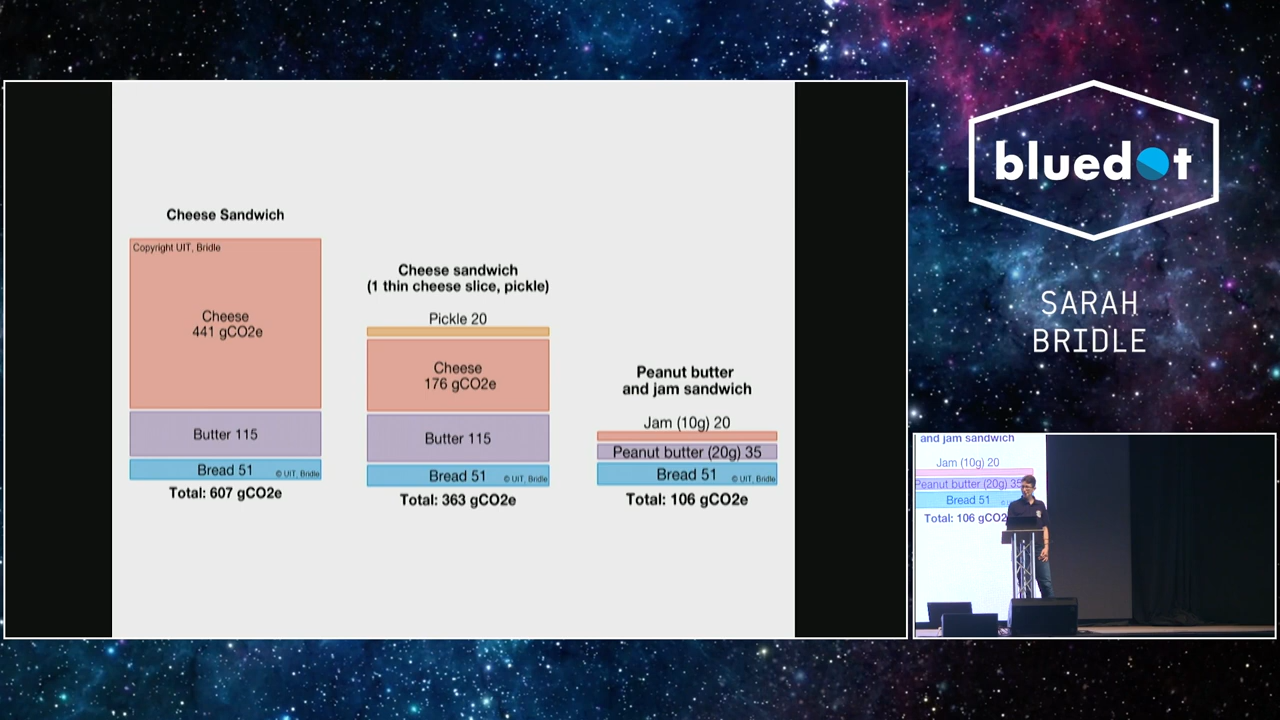 Cheese Sandwich
Copyright UIT, Bridle
Cheese
441 gCO2e
Butter 115
Bread 51
© UIT, Bridle
Total: 607 gCO2e
Cheese sandwich
(1 thin cheese slice, pickle)
Pickle 20
Cheese
176 gCO2e
Butter 115
Bread 51
© UIT, Bridle
Total: 363 gCO2e
Peanut butter
and jam sandwich
Jam (10g) 20
Peanut butter (20g) 35
Bread 51
© UIT, Bridle
Total: 106 gCO2e
bluedot
SARAH
BRIDLE
and jam sandwich
Jam (10g) 20
Peanut butter (20g) 35
Bread 51
Total: 106 gCO2